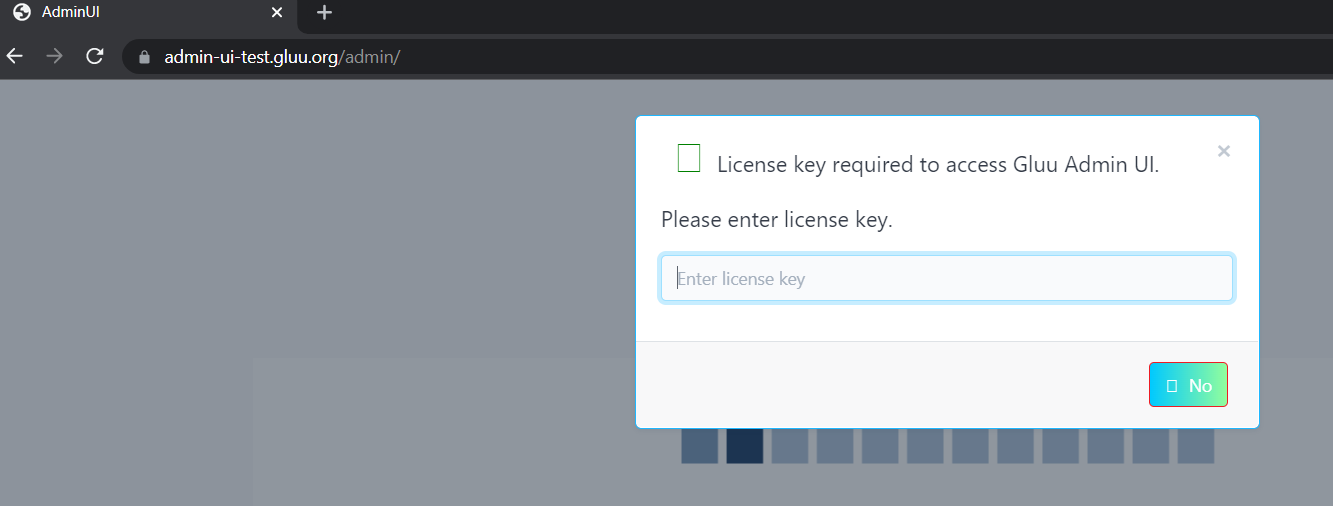 AdminUI
admin-ui-test.gluu.org/admin/
License key required to access Gluu Admin UI.
Please enter license key.
Enter license key
No